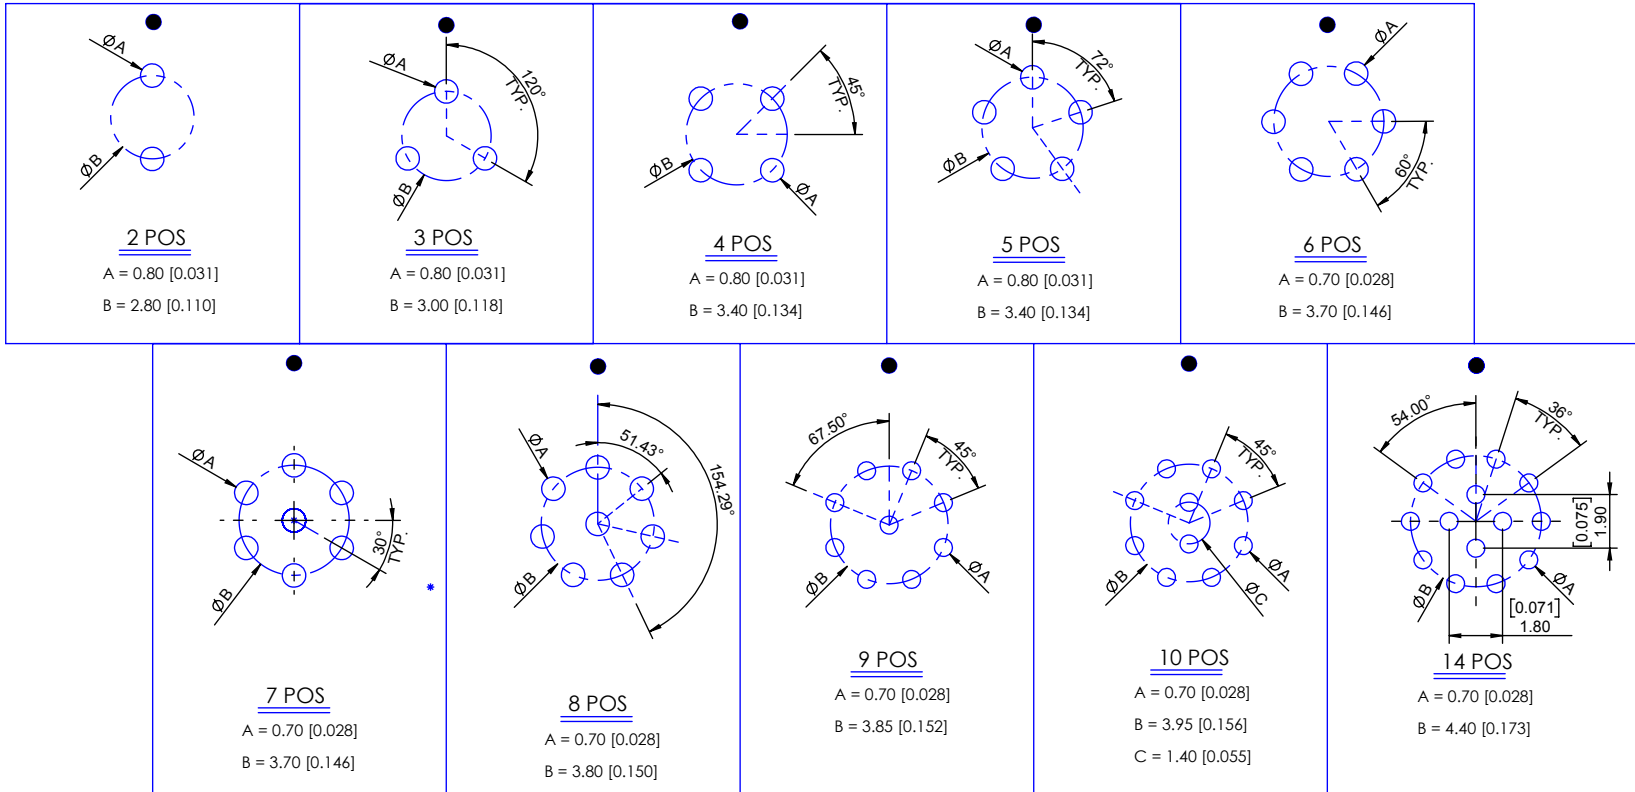 ØA
ØB
2 POS
A = 0.80 [0.031]
B = 2.80 [0.110]
ØA
120°
TYP.
ØB
3 POS
A = 0.80 [0.031]
B = 3.00 [0.118]
45°
TYP.
ØB
ØA
4 POS
A = 0.80 [0.031]
B = 3.40 [0.134]
ØA
72°
TYP.
ØB
5 POS
A = 0.80 [0.031]
B = 3.40 [0.134]
ØA
60°
TYP.
6 POS
A = 0.70 [0.028]
B = 3.70 [0.146]
ØA
30°
TYP.
ØB
7 POS
A = 0.70 [0.028]
B = 3.70 [0.146]
ØA
51.43°
154.29°
ØB
8 POS
A = 0.70 [0.028]
B = 3.80 [0.150]
67.50°
45°
TYP.
ØB
ØA
9 POS
A = 0.70 [0.028]
B = 3.85 [0.152]
45°
TYP.
ØB
ØA
ØC
10 POS
A = 0.70 [0.028]
B = 3.95 [0.156]
C = 1.40 [0.055]
54.00°
36°
TYP.
[0.075]
1.90
ØB
ØA
[0.071]
1.80
14 POS
A = 0.70 [0.028]
B = 4.40 [0.173]